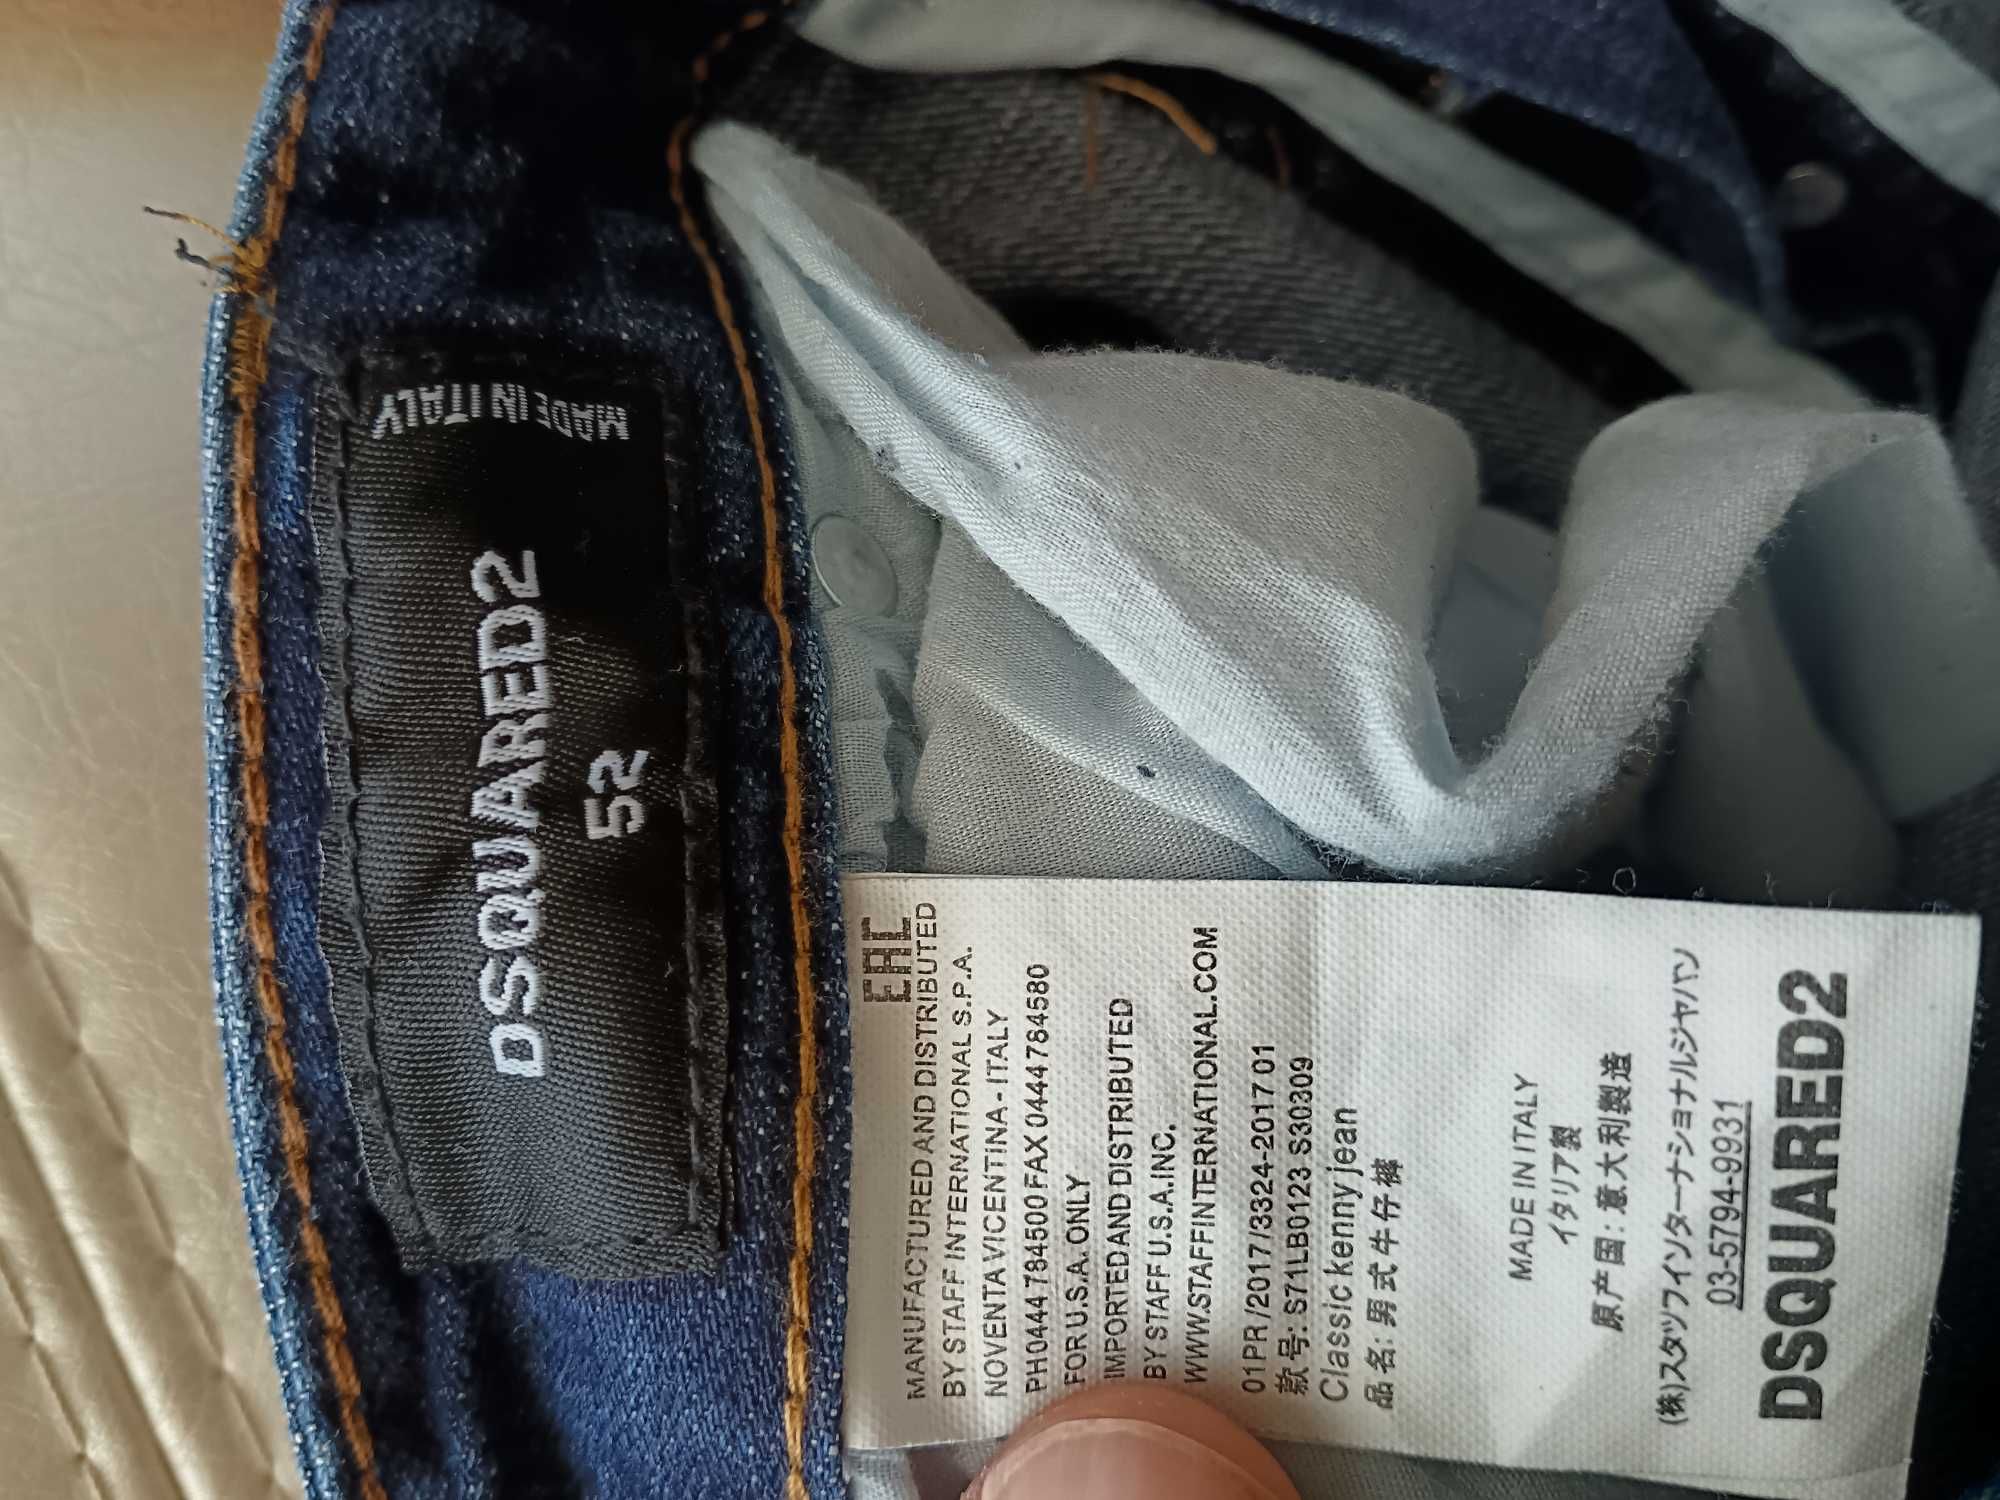 MADE IN ITALY
DSQUARED2
52
EAC
MANUFACTURED AND DISTRIBUTED
BY STAFF INTERNATIONAL S.P.A.
NOVENTA VICENTINA - ITALY
PH0444 784500 FAX 0444 784580
FOR U.S.A. ONLY
IMPORTED AND DISTRIBUTED
BY STAFF U.S.A.INC.
WWW.STAFFINTERNATIONAL.COM
01PR/2017/3324-2017 01
款号: S71LB0123 S30309
Classic kenny jean
品名: 男式牛仔裤
MADE IN ITALY
イタリア製
原产国: 意大利製造
(株)スタッフインターナショナルジャパン
03-5794-9931
DSQUARED2